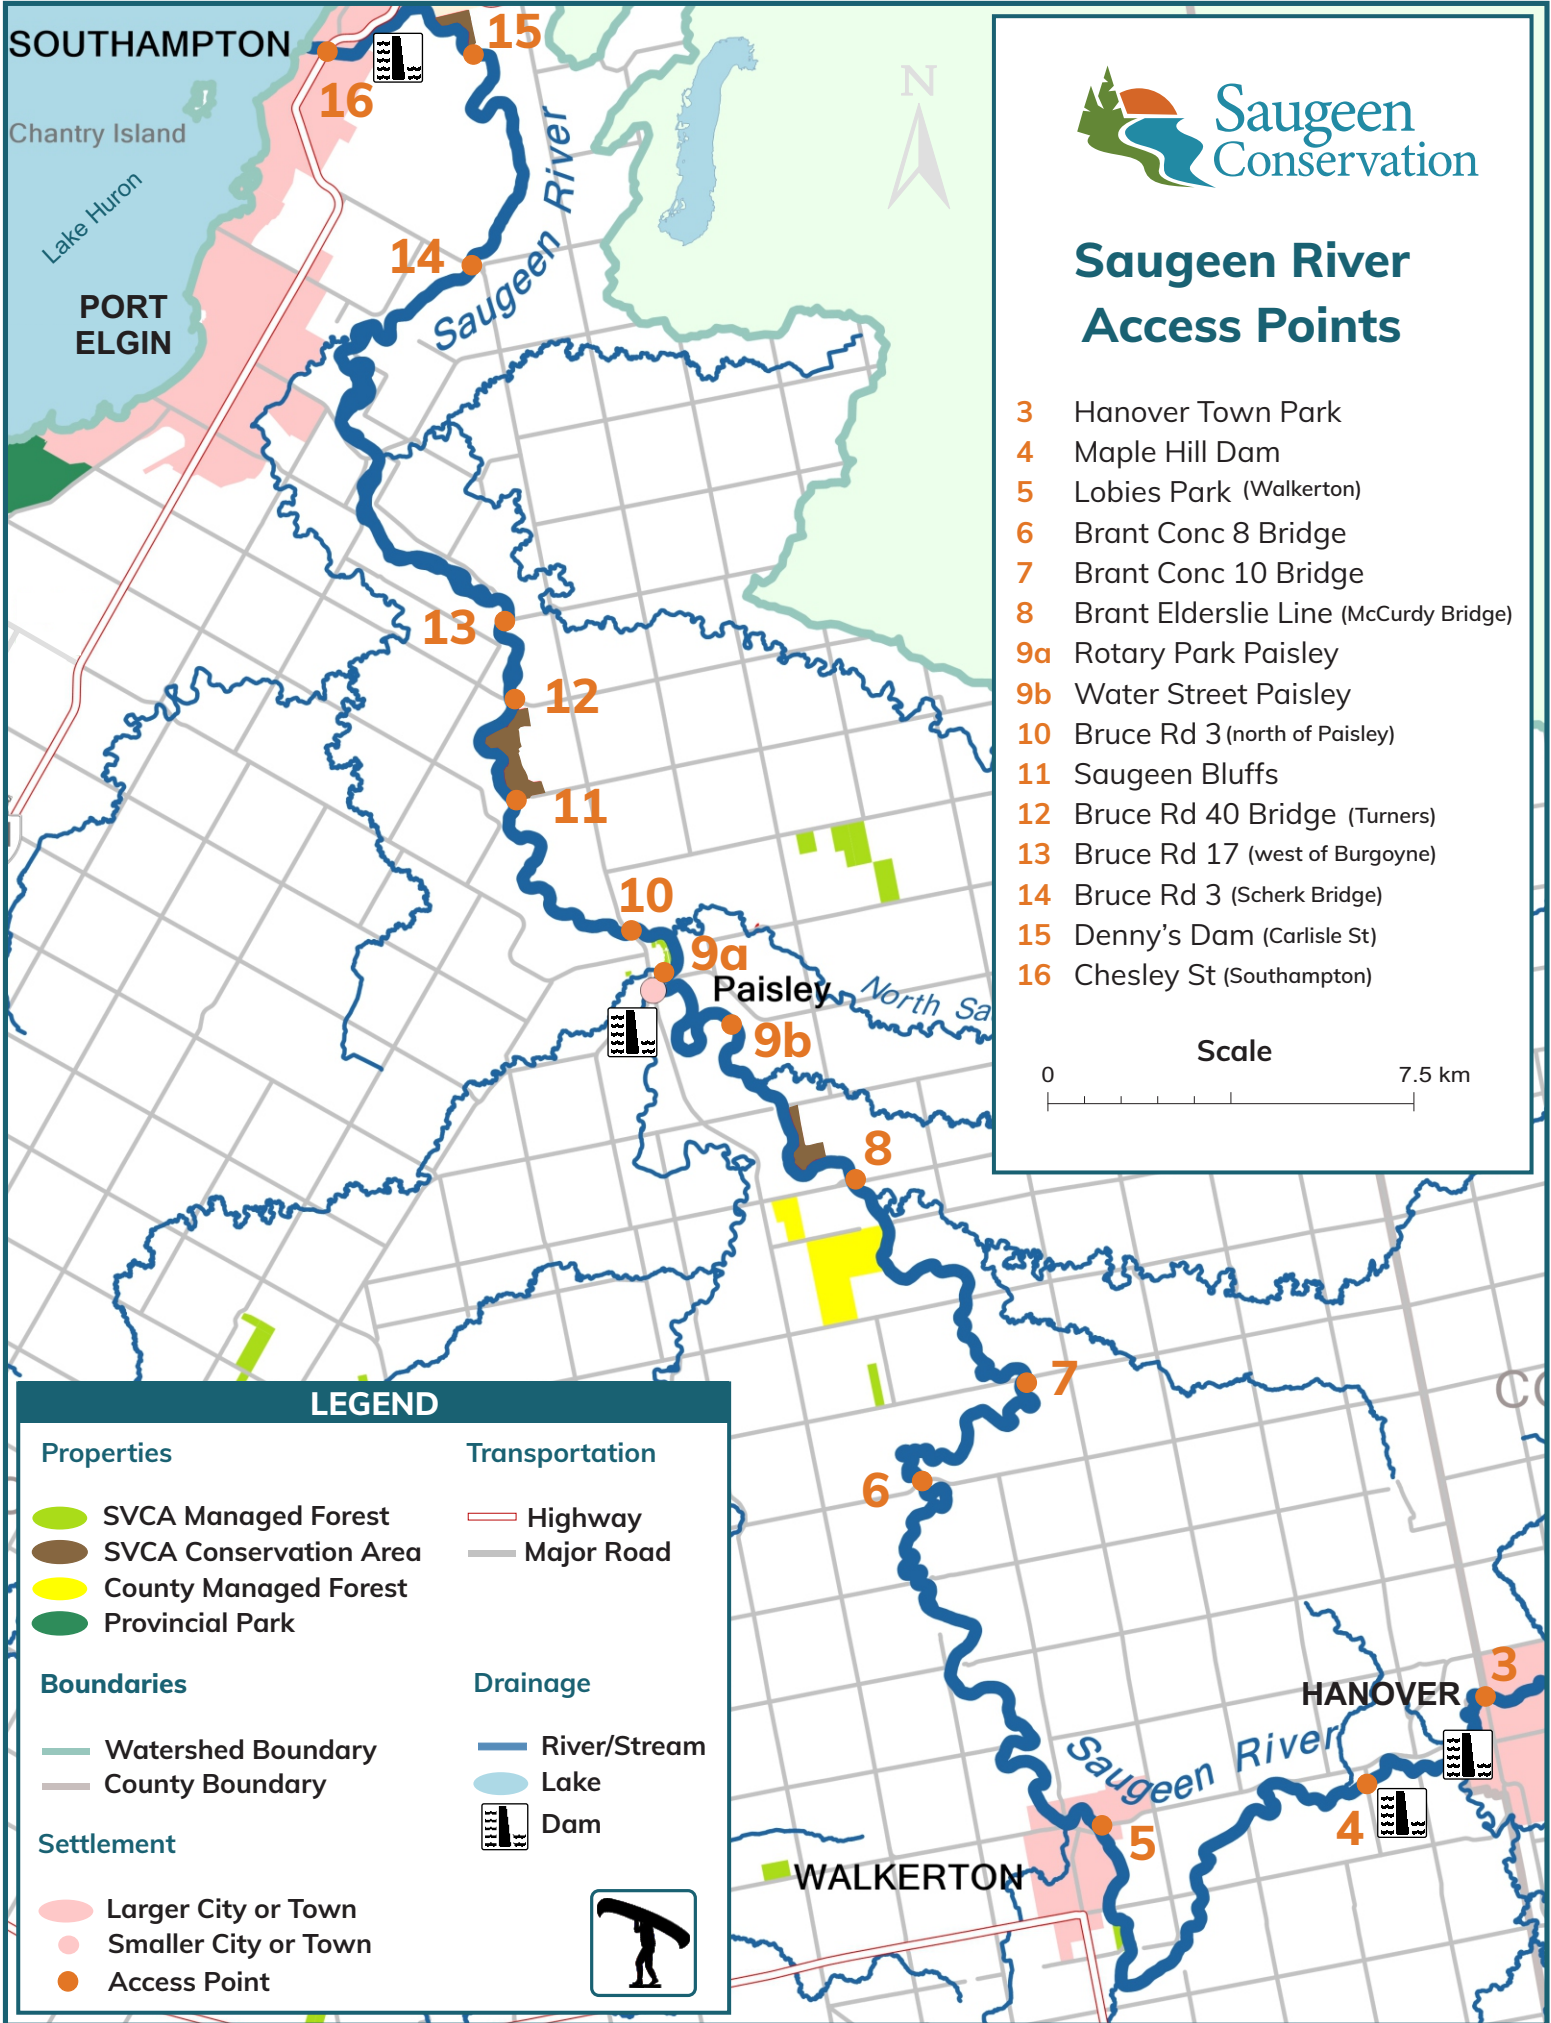 SOUTHAMPTON
15
16
Chantry Island
Lake Huron
Saugeen River
14
PORT
ELGIN
13
12
11
10
9a
Paisley
9b
North Sa
8
7
6
3
HANOVER
Saugeen River
4
5
WALKERTON
CO
N
Saugeen
Conservation
Saugeen River
Access Points
3 Hanover Town Park
4 Maple Hill Dam
5 Lobies Park (Walkerton)
6 Brant Conc 8 Bridge
7 Brant Conc 10 Bridge
8 Brant Elderslie Line (McCurdy Bridge)
9a Rotary Park Paisley
9b Water Street Paisley
10 Bruce Rd 3 (north of Paisley)
11 Saugeen Bluffs
12 Bruce Rd 40 Bridge (Turners)
13 Bruce Rd 17 (west of Burgoyne)
14 Bruce Rd 3 (Scherk Bridge)
15 Denny's Dam (Carlisle St)
16 Chesley St (Southampton)
Scale
0 7.5 km
LEGEND
Properties
SVCA Managed Forest
SVCA Conservation Area
County Managed Forest
Provincial Park
Transportation
Highway
Major Road
Boundaries
Watershed Boundary
County Boundary
Drainage
River/Stream
Lake
Dam
Settlement
Larger City or Town
Smaller City or Town
Access Point